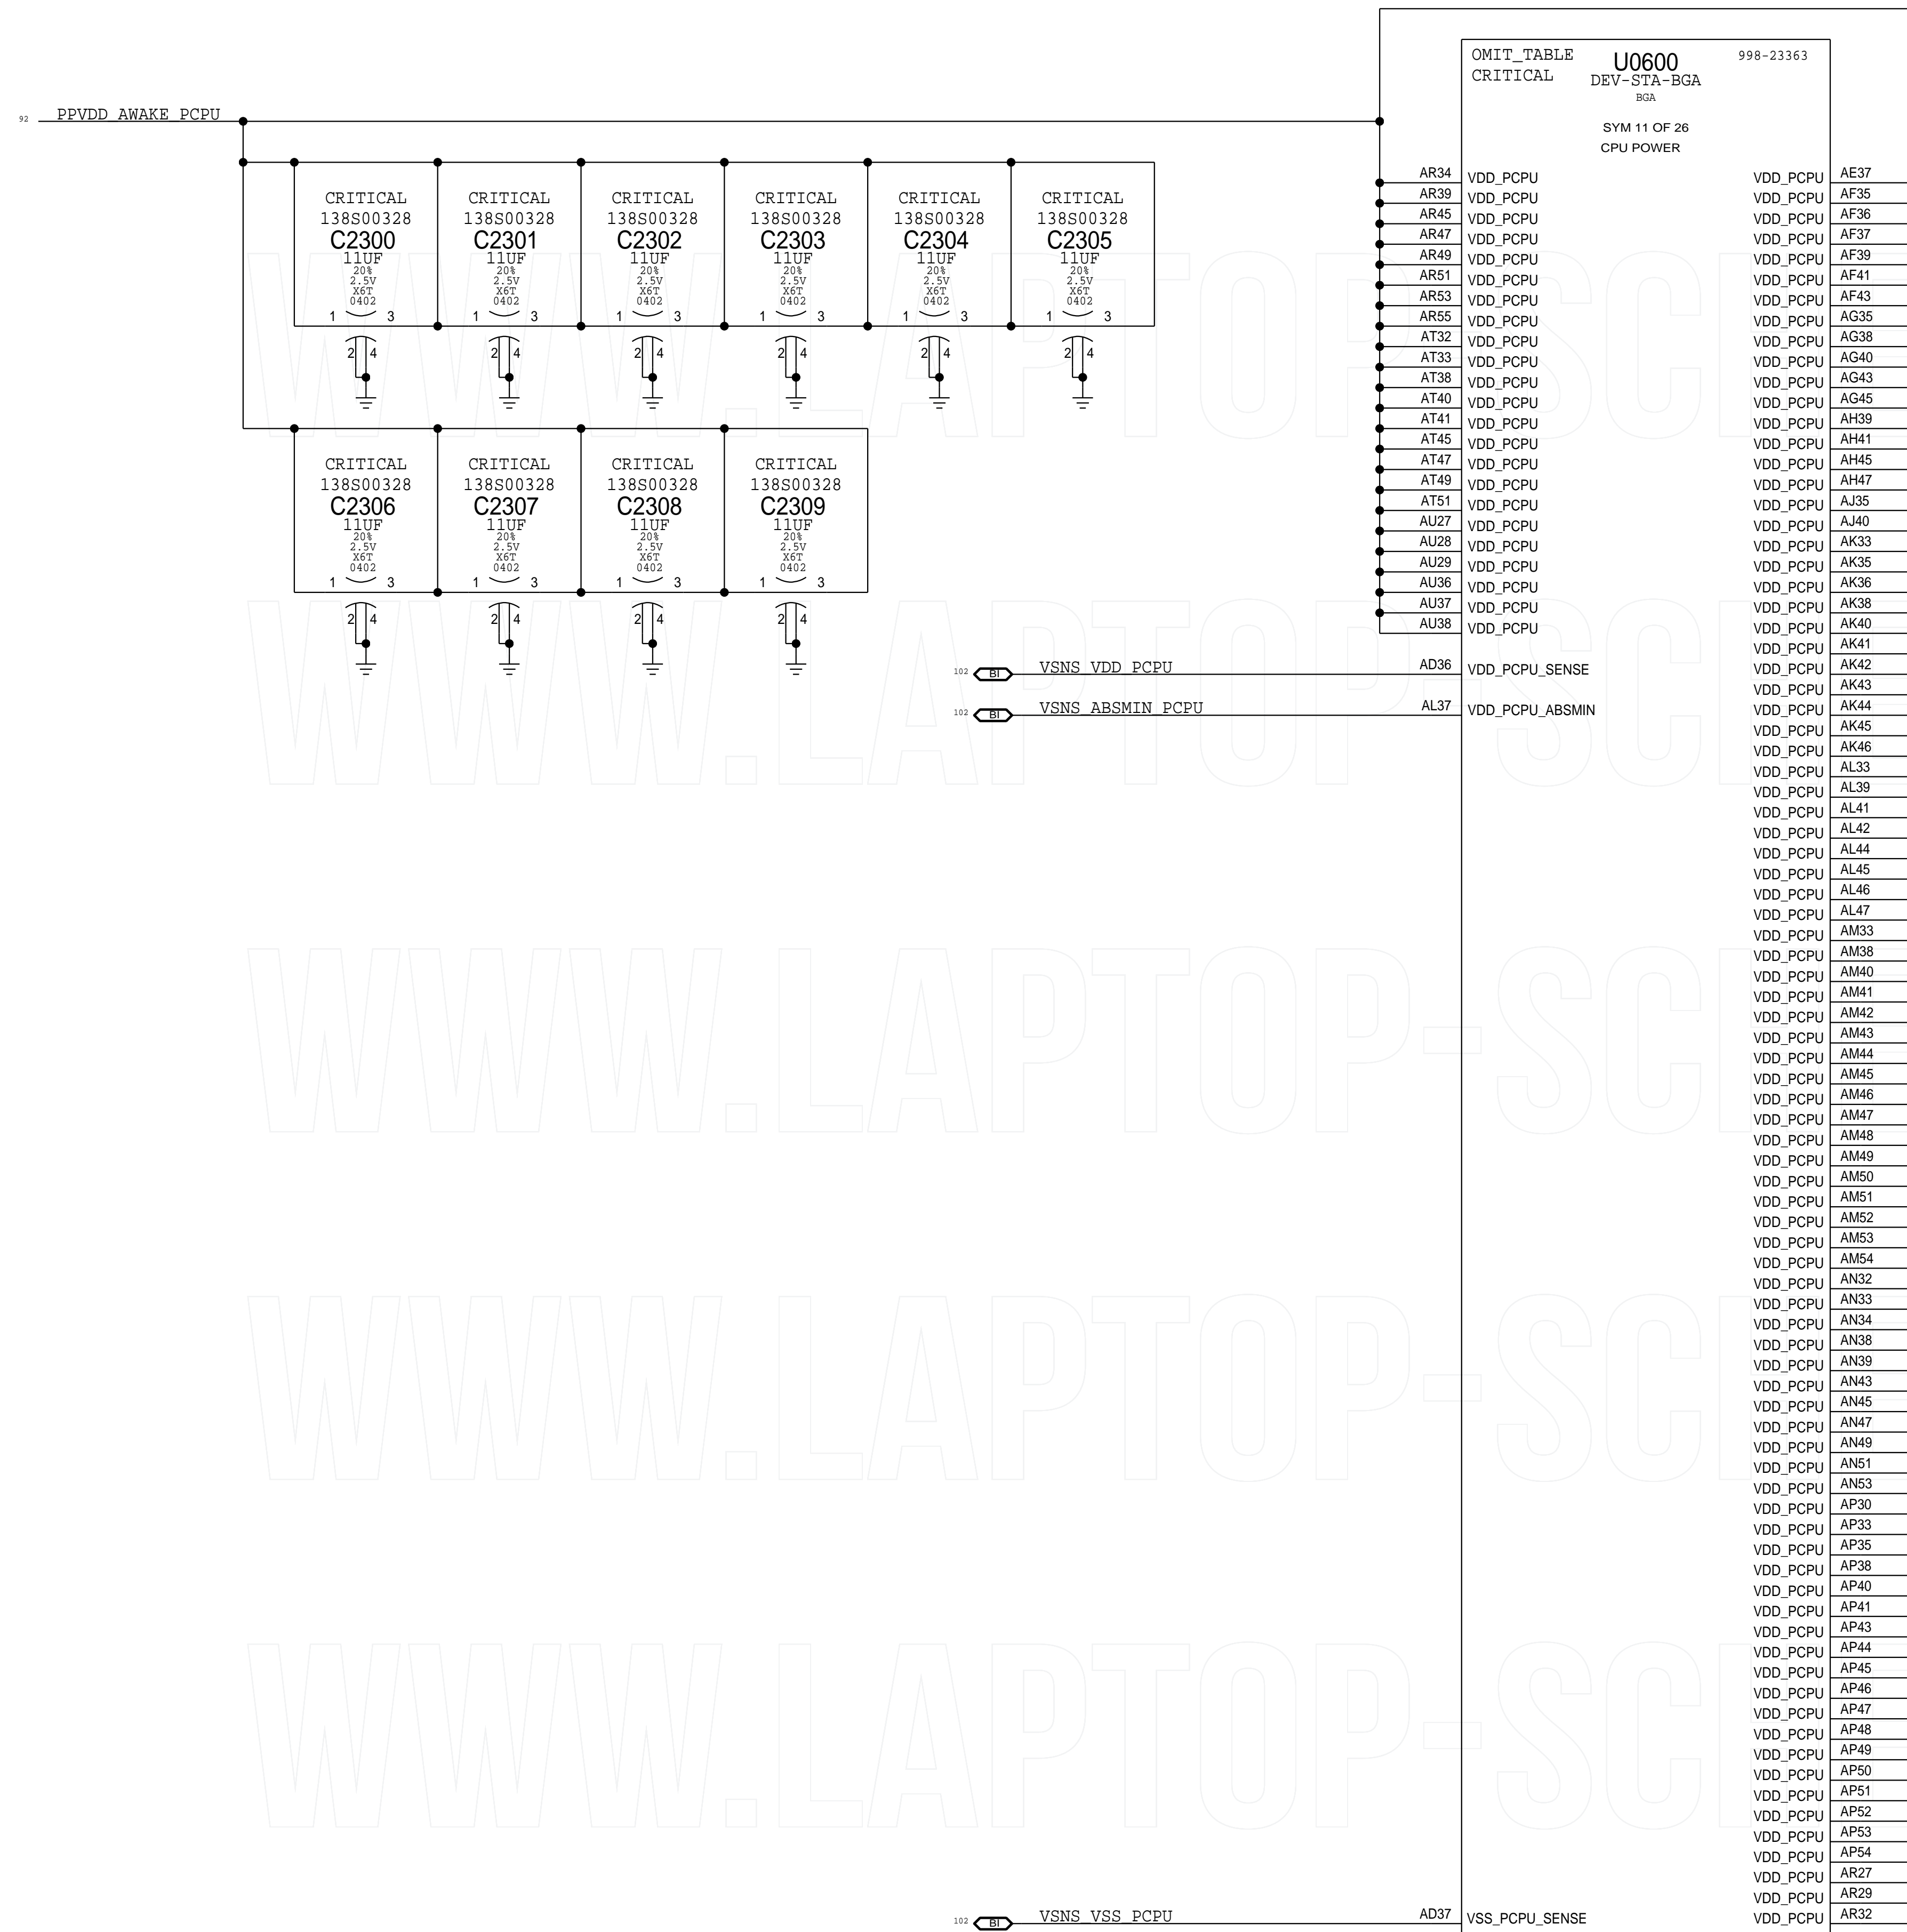 OMIT_TABLE
CRITICAL
U0600
DEV-STA-BGA
BGA
998-23363
SYM 11 OF 26
CPU POWER
92 PPVDD_AWAKE_PCPU
CRITICAL CRITICAL CRITICAL CRITICAL CRITICAL CRITICAL
138S00328 138S00328 138S00328 138S00328 138S00328 138S00328
C2300 C2301 C2302 C2303 C2304 C2305
11UF 11UF 11UF 11UF 11UF 11UF
20% 20% 20% 20% 20% 20%
2.5V 2.5V 2.5V 2.5V 2.5V 2.5V
X6T X6T X6T X6T X6T X6T
0402 0402 0402 0402 0402 0402
1 3 1 3 1 3 1 3 1 3 1 3
2 4 2 4 2 4 2 4 2 4 2 4
CRITICAL CRITICAL CRITICAL CRITICAL
138S00328 138S00328 138S00328 138S00328
C2306 C2307 C2308 C2309
11UF 11UF 11UF 11UF
20% 20% 20% 20%
2.5V 2.5V 2.5V 2.5V
X6T X6T X6T X6T
0402 0402 0402 0402
1 3 1 3 1 3 1 3
2 4 2 4 2 4 2 4
AR34 VDD_PCPU
AR39 VDD_PCPU
AR45 VDD_PCPU
AR47 VDD_PCPU
AR49 VDD_PCPU
AR51 VDD_PCPU
AR53 VDD_PCPU
AR55 VDD_PCPU
AT32 VDD_PCPU
AT33 VDD_PCPU
AT38 VDD_PCPU
AT40 VDD_PCPU
AT41 VDD_PCPU
AT45 VDD_PCPU
AT47 VDD_PCPU
AT49 VDD_PCPU
AT51 VDD_PCPU
AU27 VDD_PCPU
AU28 VDD_PCPU
AU29 VDD_PCPU
AU36 VDD_PCPU
AU37 VDD_PCPU
AU38 VDD_PCPU
102 BI VSNS_VDD_PCPU AD36 VDD_PCPU_SENSE
102 BI VSNS_ABSMIN_PCPU AL37 VDD_PCPU_ABSMIN
102 BI VSNS_VSS_PCPU AD37 VSS_PCPU_SENSE
VDD_PCPU AE37
VDD_PCPU AF35
VDD_PCPU AF36
VDD_PCPU AF37
VDD_PCPU AF39
VDD_PCPU AF41
VDD_PCPU AF43
VDD_PCPU AG35
VDD_PCPU AG38
VDD_PCPU AG40
VDD_PCPU AG43
VDD_PCPU AG45
VDD_PCPU AH39
VDD_PCPU AH41
VDD_PCPU AH45
VDD_PCPU AH47
VDD_PCPU AJ35
VDD_PCPU AJ40
VDD_PCPU AK33
VDD_PCPU AK35
VDD_PCPU AK36
VDD_PCPU AK38
VDD_PCPU AK40
VDD_PCPU AK41
VDD_PCPU AK42
VDD_PCPU AK43
VDD_PCPU AK44
VDD_PCPU AK45
VDD_PCPU AK46
VDD_PCPU AL33
VDD_PCPU AL39
VDD_PCPU AL41
VDD_PCPU AL42
VDD_PCPU AL44
VDD_PCPU AL45
VDD_PCPU AL46
VDD_PCPU AL47
VDD_PCPU AM33
VDD_PCPU AM38
VDD_PCPU AM40
VDD_PCPU AM41
VDD_PCPU AM42
VDD_PCPU AM43
VDD_PCPU AM44
VDD_PCPU AM45
VDD_PCPU AM46
VDD_PCPU AM47
VDD_PCPU AM48
VDD_PCPU AM49
VDD_PCPU AM50
VDD_PCPU AM51
VDD_PCPU AM52
VDD_PCPU AM53
VDD_PCPU AM54
VDD_PCPU AN32
VDD_PCPU AN33
VDD_PCPU AN34
VDD_PCPU AN38
VDD_PCPU AN39
VDD_PCPU AN43
VDD_PCPU AN45
VDD_PCPU AN47
VDD_PCPU AN49
VDD_PCPU AN51
VDD_PCPU AN53
VDD_PCPU AP30
VDD_PCPU AP33
VDD_PCPU AP35
VDD_PCPU AP38
VDD_PCPU AP40
VDD_PCPU AP41
VDD_PCPU AP43
VDD_PCPU AP44
VDD_PCPU AP45
VDD_PCPU AP46
VDD_PCPU AP47
VDD_PCPU AP48
VDD_PCPU AP49
VDD_PCPU AP50
VDD_PCPU AP51
VDD_PCPU AP52
VDD_PCPU AP53
VDD_PCPU AP54
VDD_PCPU AR27
VDD_PCPU AR29
VDD_PCPU AR32
WWW.LAPTOP-SC
WWW.LAPTOP-SC
WWW.LAPTOP-SC
WWW.LAPTOP-SC
WWW.LAPTOP-SC